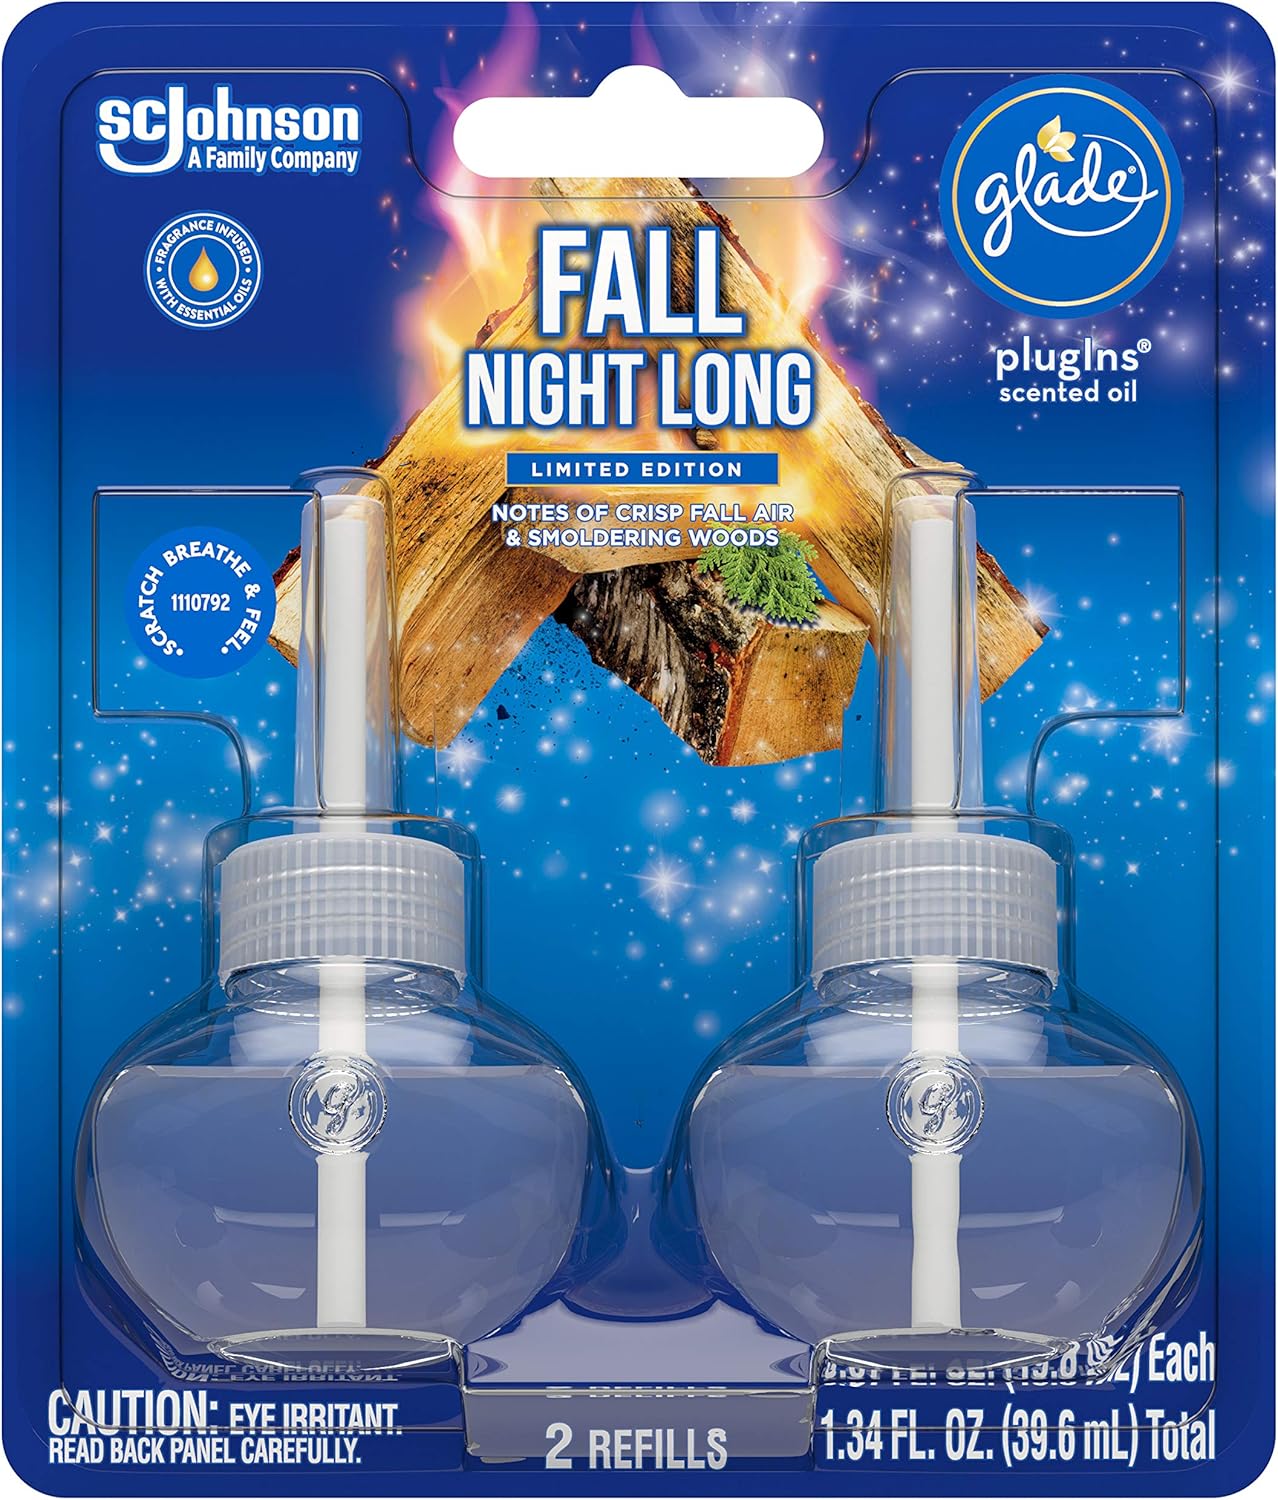 SC Johnson
A Family Company
FRAGRANCE INFUSED
WITH ESSENTIAL OILS
glade®
plugIns®
scented oil
FALL
NIGHT LONG
LIMITED EDITION
NOTES OF CRISP FALL AIR
& SMOLDERING WOODS
•SCRATCH BREATHE & FEEL•
1110792
g
g
CAUTION: EYE IRRITANT.
READ BACK PANEL CAREFULLY.
2 REFILLS
Each
1.34 FL. OZ. (39.6 mL) Total